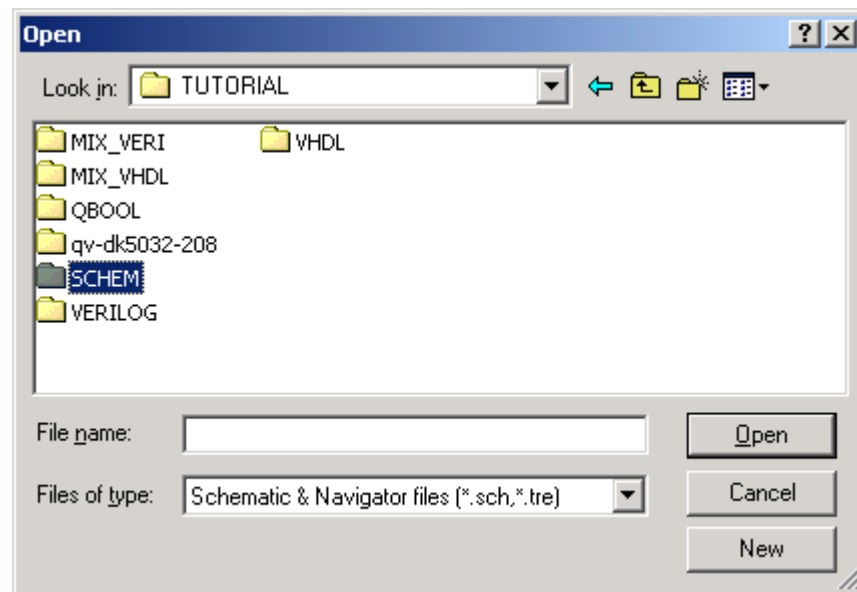 Open
Look in: TUTORIAL
MIX_VERI VHDL
MIX_VHDL
QBOOL
qv-dk5032-208
SCHEM
VERILOG
File name: Open
Files of type: Schematic & Navigator files (*.sch,*.tre) Cancel
New